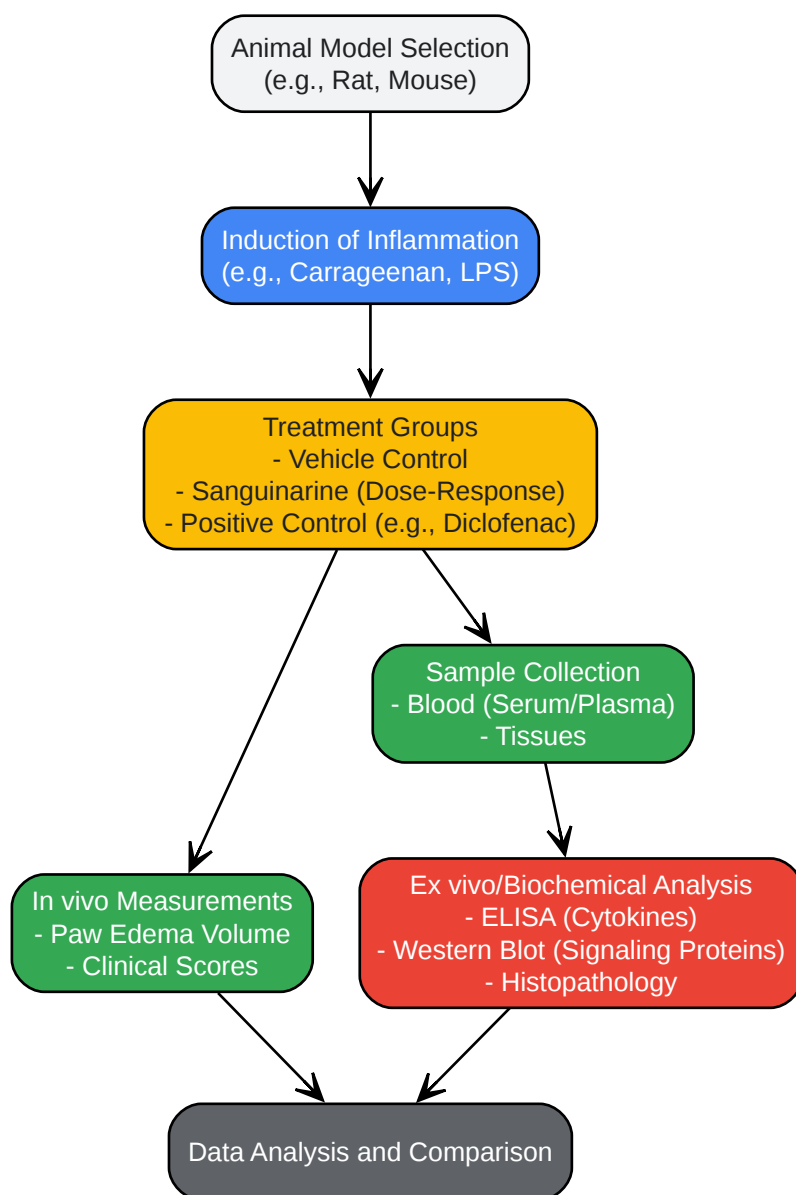 Animal Model Selection
(e.g., Rat, Mouse)
Induction of Inflammation
(e.g., Carrageenan, LPS)
Treatment Groups
- Vehicle Control
- Sanguinarine (Dose-Response)
- Positive Control (e.g., Diclofenac)
Sample Collection
- Blood (Serum/Plasma)
- Tissues
In vivo Measurements
- Paw Edema Volume
- Clinical Scores
Ex vivo/Biochemical Analysis
- ELISA (Cytokines)
- Western Blot (Signaling Proteins)
- Histopathology
Data Analysis and Comparison